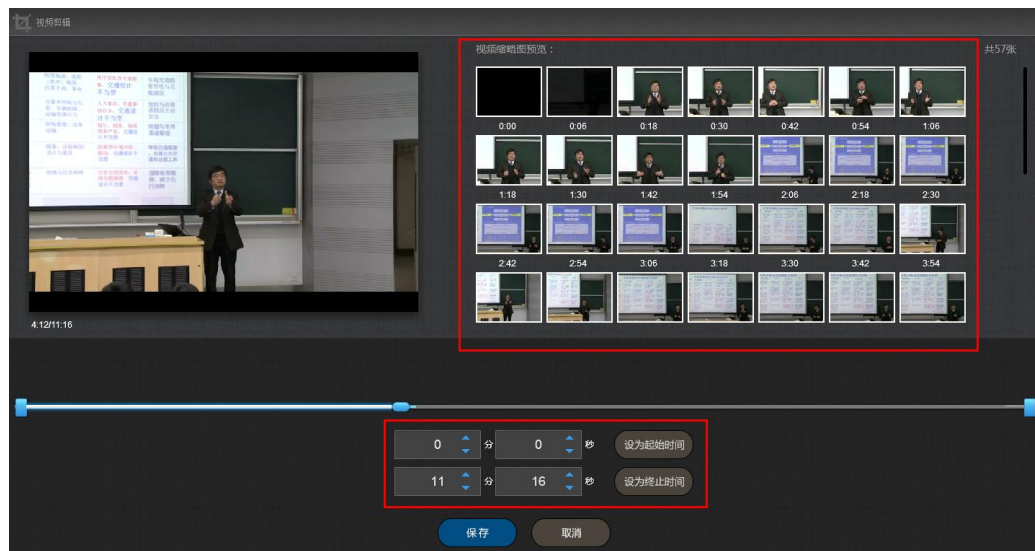 视频剪辑
视频缩略图预览：
共57张
0:00 0:06 0:18 0:30 0:42 0:54 1:06
1:18 1:30 1:42 1:54 2:06 2:18 2:30
2:42 2:54 3:06 3:18 3:30 3:42 3:54
4:12/11:16
0 分 0 秒 设为起始时间
11 分 16 秒 设为终止时间
保存 取消